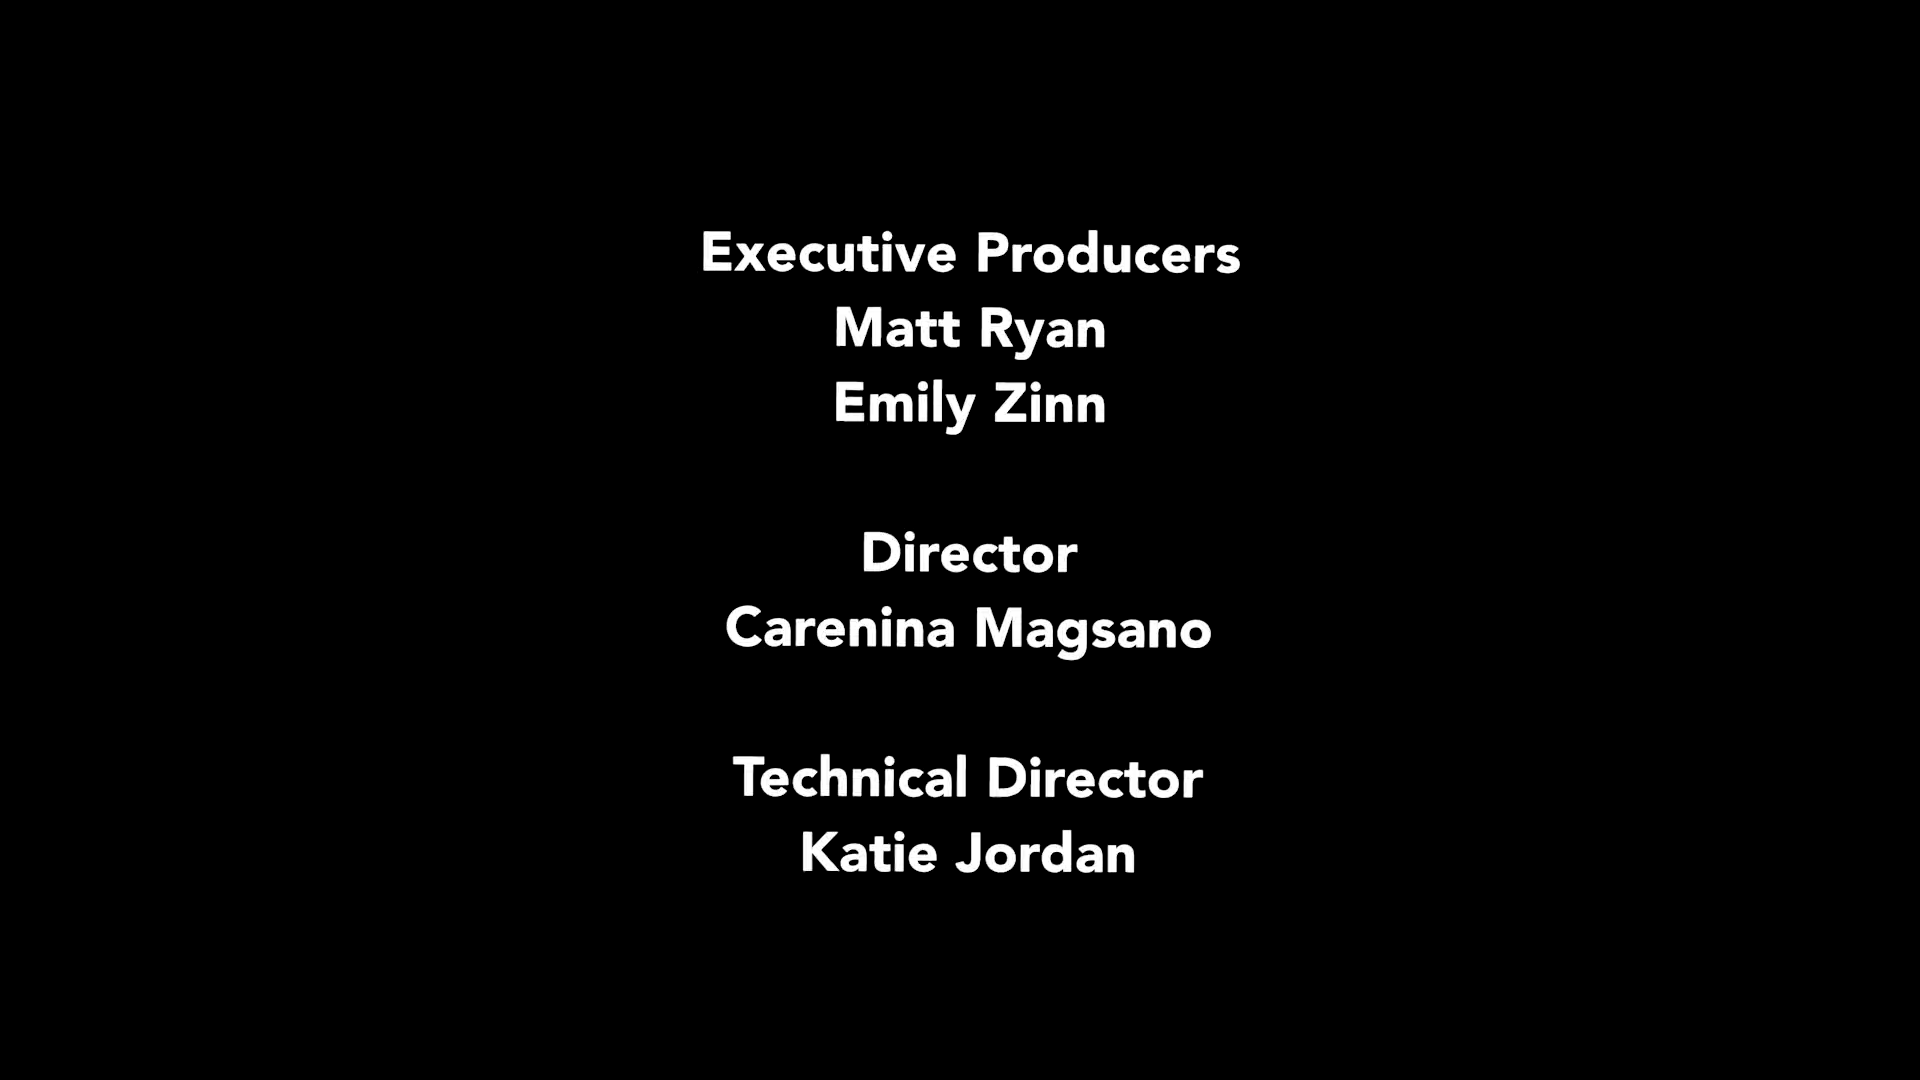 Executive Producers
Matt Ryan
Emily Zinn
Director
Carenina Magsano
Technical Director
Katie Jordan